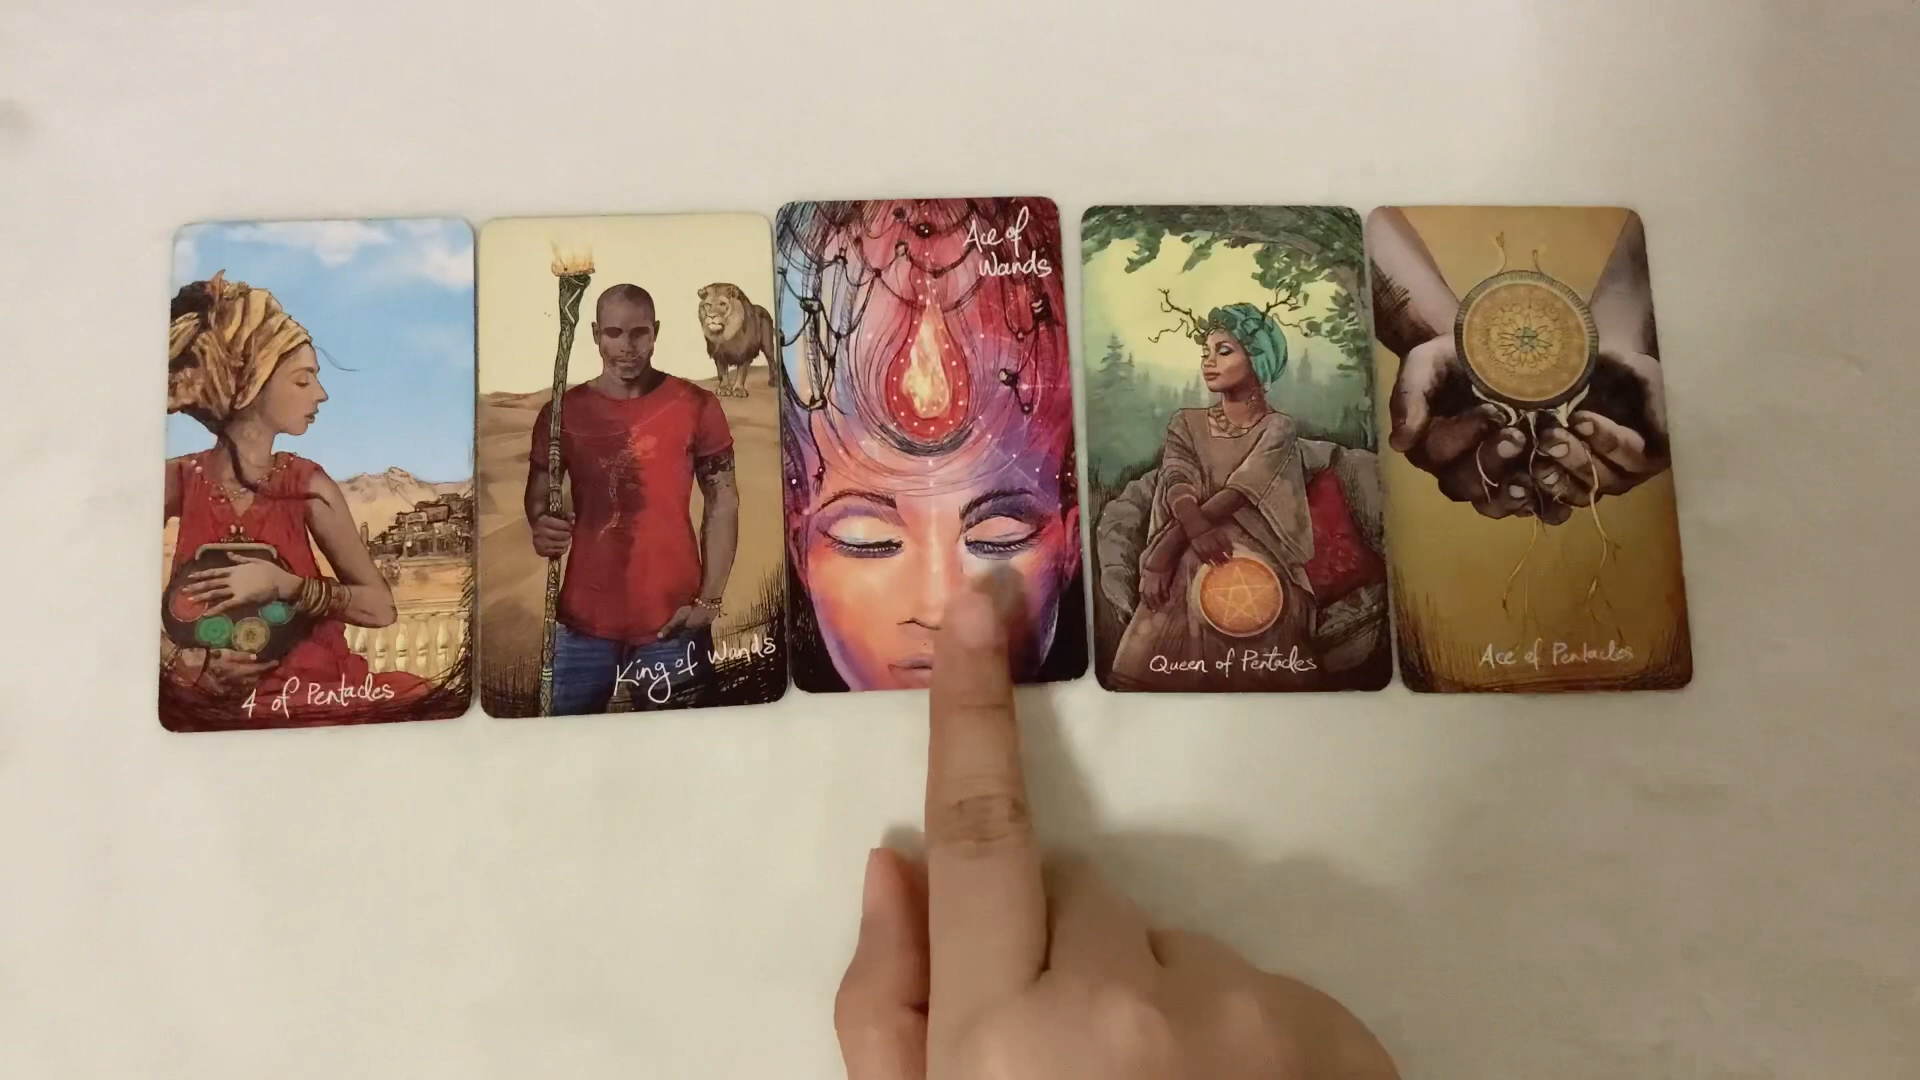 4 of Pentacles
King of Wands
Ace of
Wands
Queen of Pentacles
Ace of Pentacles